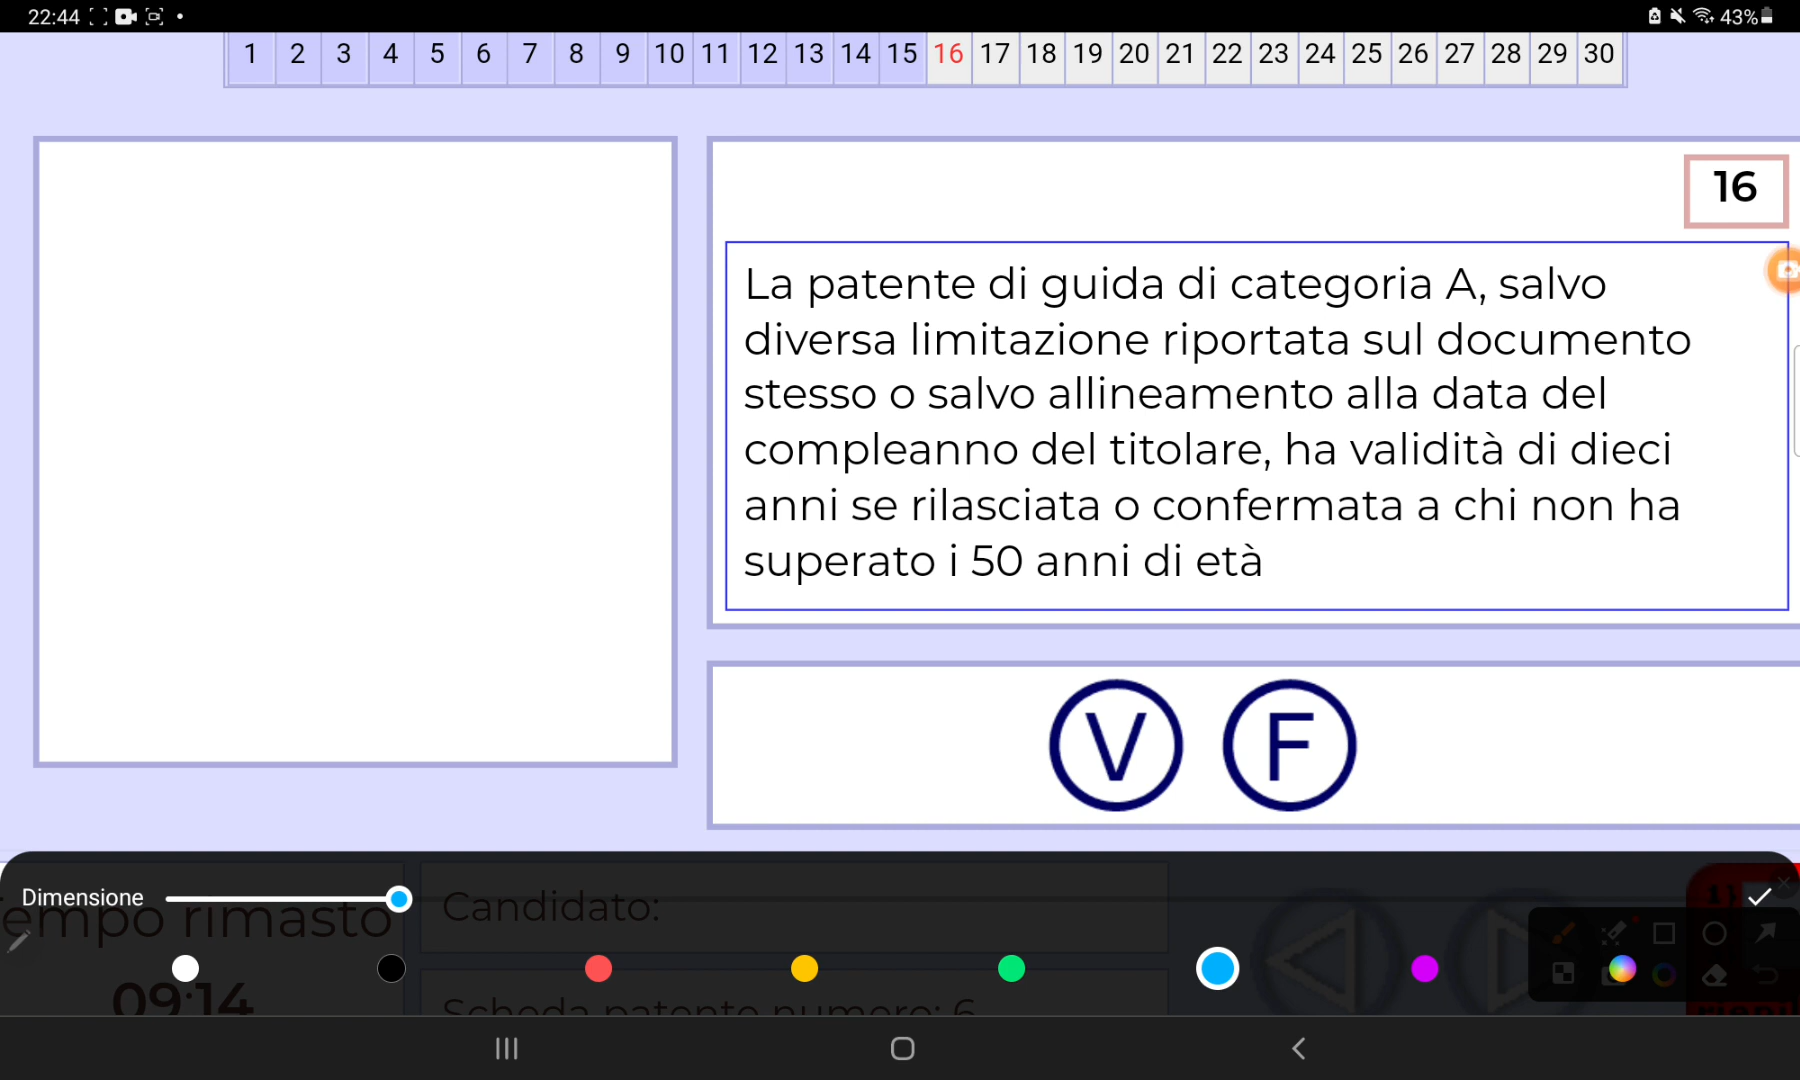 22:44
43%
1 2 3 4 5 6 7 8 9 10 11 12 13 14 15 16 17 18 19 20 21 22 23 24 25 26 27 28 29 30
16
La patente di guida di categoria A, salvo
diversa limitazione riportata sul documento
stesso o salvo allineamento alla data del
compleanno del titolare, ha validità di dieci
anni se rilasciata o confermata a chi non ha
superato i 50 anni di età
V F
Dimensione
empo rimasto
Candidato:
09:14
Scheda patente numero: 6